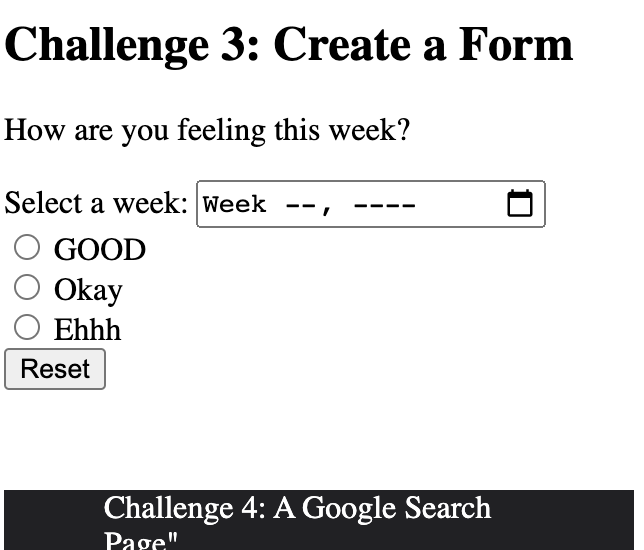 Challenge 3: Create a Form
How are you feeling this week?
Select a week: Week --, ----
GOOD
Okay
Ehhh
Reset
Challenge 4: A Google Search
Page"